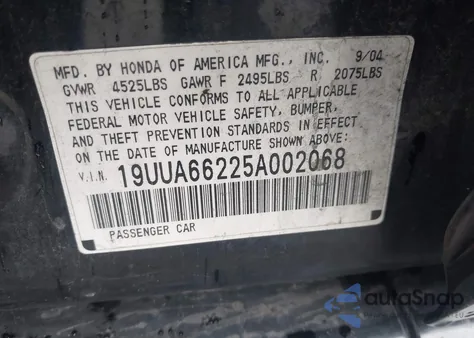 MFD. BY HONDA OF AMERICA MFG., INC. 9/04
GVWR 4525LBS GAWR F 2495LBS R 2075LBS
THIS VEHICLE CONFORMS TO ALL APPLICABLE
FEDERAL MOTOR VEHICLE SAFETY, BUMPER,
AND THEFT PREVENTION STANDARDS IN EFFECT
ON THE DATE OF MANUFACTURE SHOWN ABOVE:
V.I.N. 19UUA66225A002068
PASSENGER CAR
autoSnap